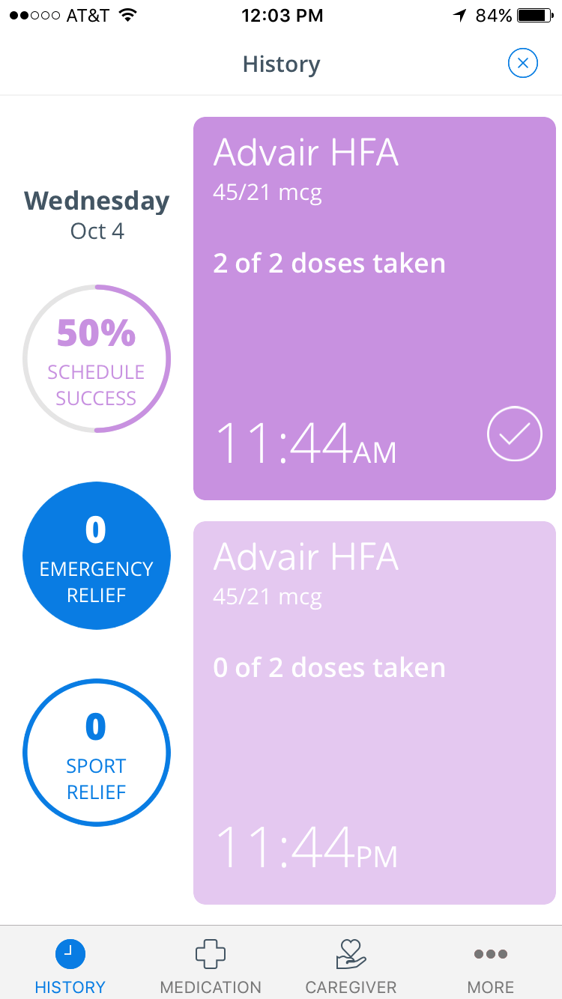 AT&T 12:03 PM 84%
History
Wednesday
Oct 4
50%
SCHEDULE
SUCCESS
0
EMERGENCY
RELIEF
0
SPORT
RELIEF
Advair HFA
45/21 mcg
2 of 2 doses taken
11:44AM
Advair HFA
45/21 mcg
0 of 2 doses taken
11:44PM
HISTORY MEDICATION CAREGIVER MORE